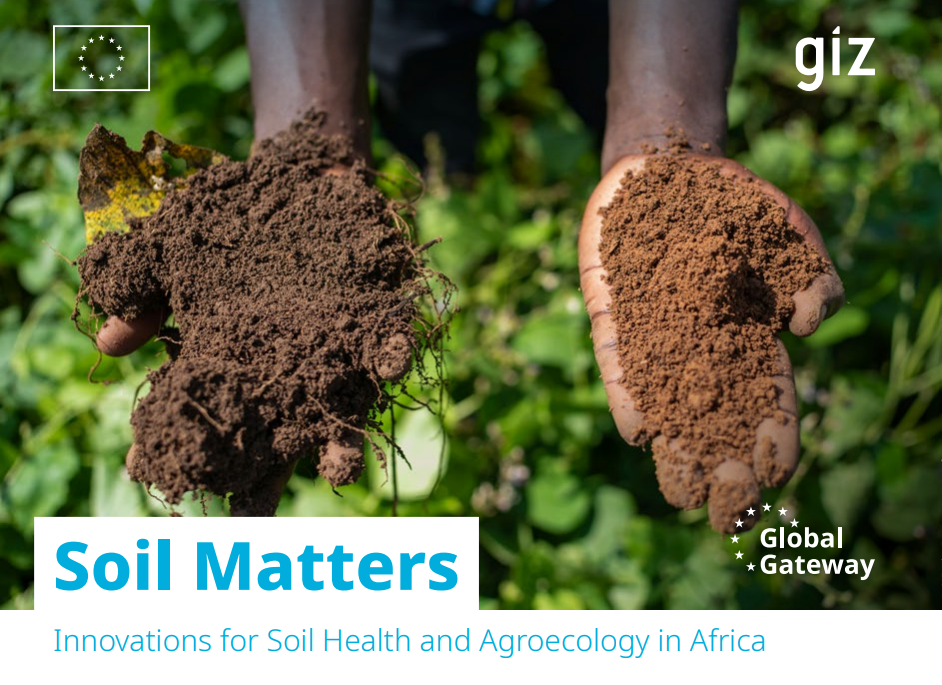 giz
Global
Gateway
Soil Matters
Innovations for Soil Health and Agroecology in Africa